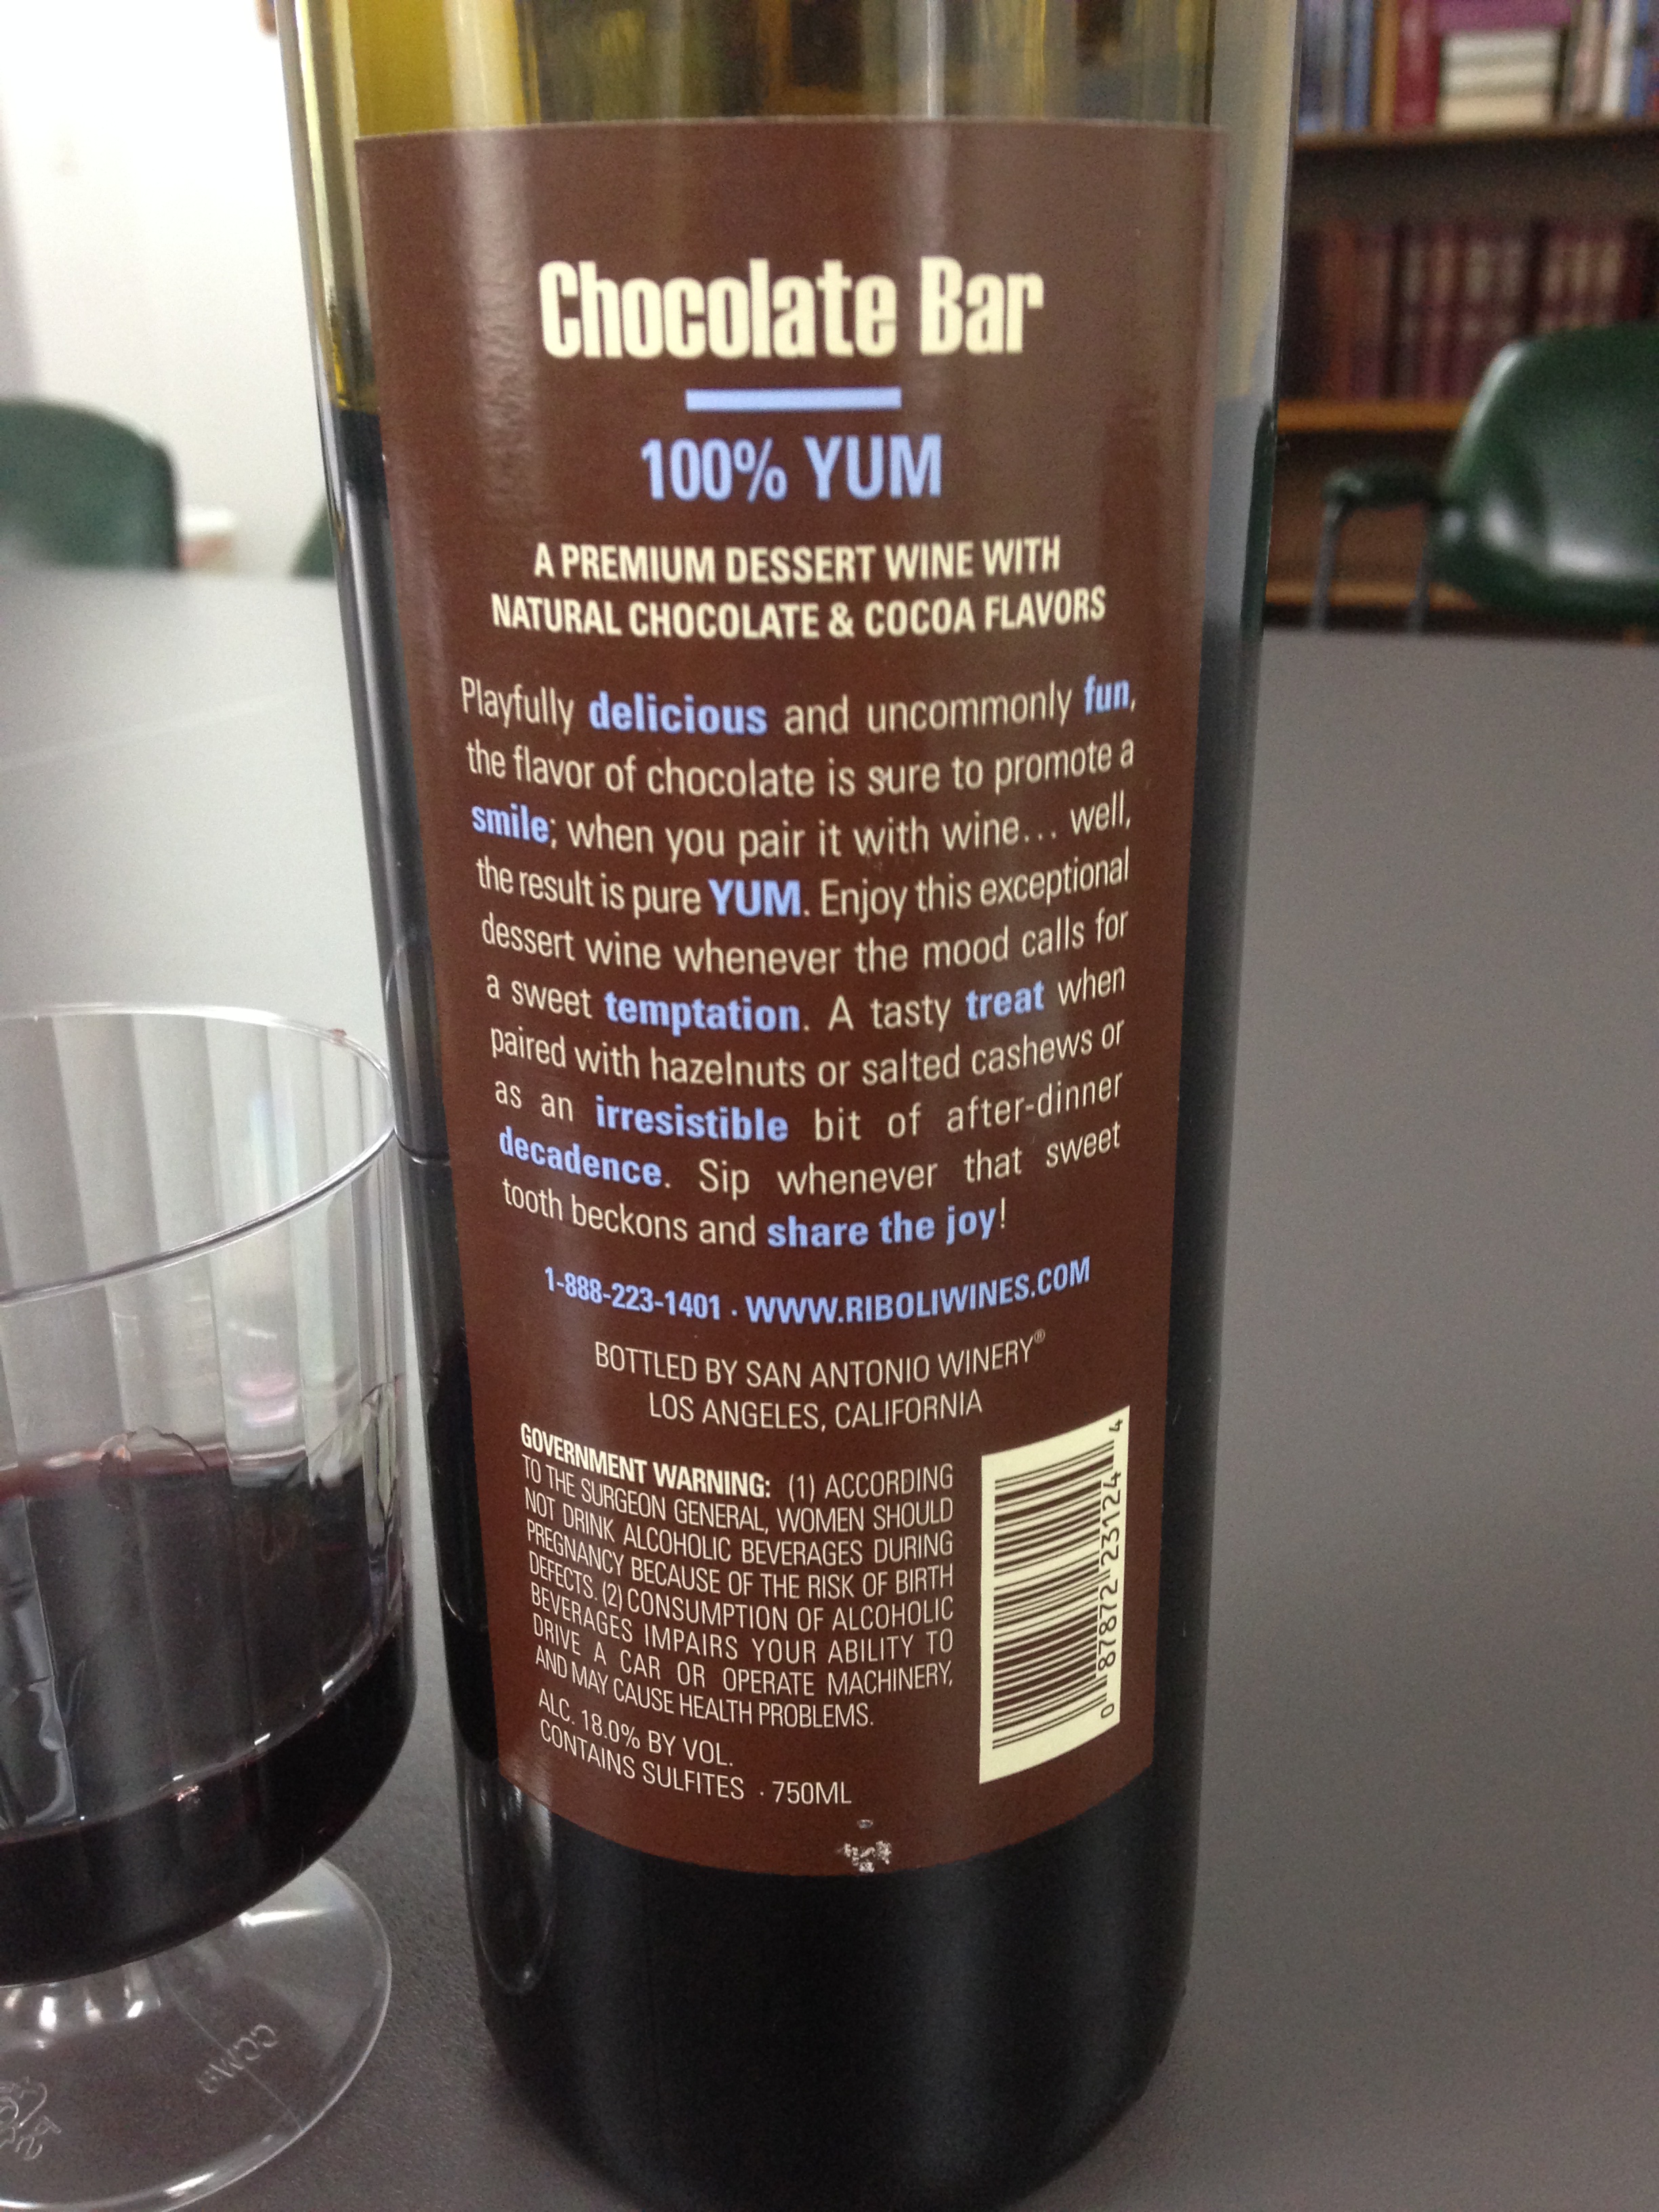 Chocolate Bar
100% YUM
A PREMIUM DESSERT WINE WITH
NATURAL CHOCOLATE & COCOA FLAVORS
Playfully delicious and uncommonly fun,
the flavor of chocolate is sure to promote a
smile; when you pair it with wine... well,
the result is pure YUM. Enjoy this exceptional
dessert wine whenever the mood calls for
a sweet temptation. A tasty treat when
paired with hazelnuts or salted cashews or
as an irresistible bit of after-dinner
decadence. Sip whenever that sweet
tooth beckons and share the joy!
1-888-223-1401 · WWW.RIBOLIWINES.COM
BOTTLED BY SAN ANTONIO WINERY®
LOS ANGELES, CALIFORNIA
GOVERNMENT WARNING: (1) ACCORDING
TO THE SURGEON GENERAL, WOMEN SHOULD
NOT DRINK ALCOHOLIC BEVERAGES DURING
PREGNANCY BECAUSE OF THE RISK OF BIRTH
DEFECTS. (2) CONSUMPTION OF ALCOHOLIC
BEVERAGES IMPAIRS YOUR ABILITY TO
DRIVE A CAR OR OPERATE MACHINERY,
AND MAY CAUSE HEALTH PROBLEMS.
ALC. 18.0% BY VOL.
CONTAINS SULFITES · 750ML
0 87872 23124 4